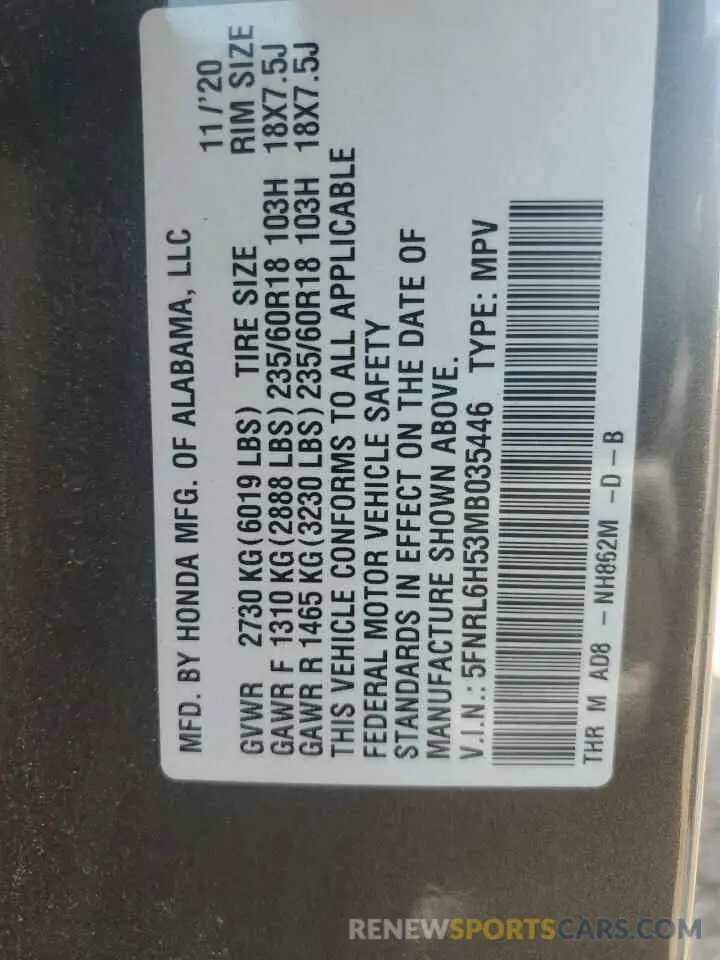 MFD. BY HONDA MFG. OF ALABAMA, LLC 11/'20
GVWR 2730 KG(6019 LBS) TIRE SIZE RIM SIZE
GAWR F 1310 KG(2888 LBS)235/60R18 103H 18X7.5J
GAWR R 1465 KG(3230 LBS)235/60R18 103H 18X7.5J
THIS VEHICLE CONFORMS TO ALL APPLICABLE
FEDERAL MOTOR VEHICLE SAFETY
STANDARDS IN EFFECT ON THE DATE OF
MANUFACTURE SHOWN ABOVE.
V.I.N.: 5FNRL6H53MB035446 TYPE: MPV
THR M AD8 -NH862M -D-B
RENEWSPORTSCARS.COM